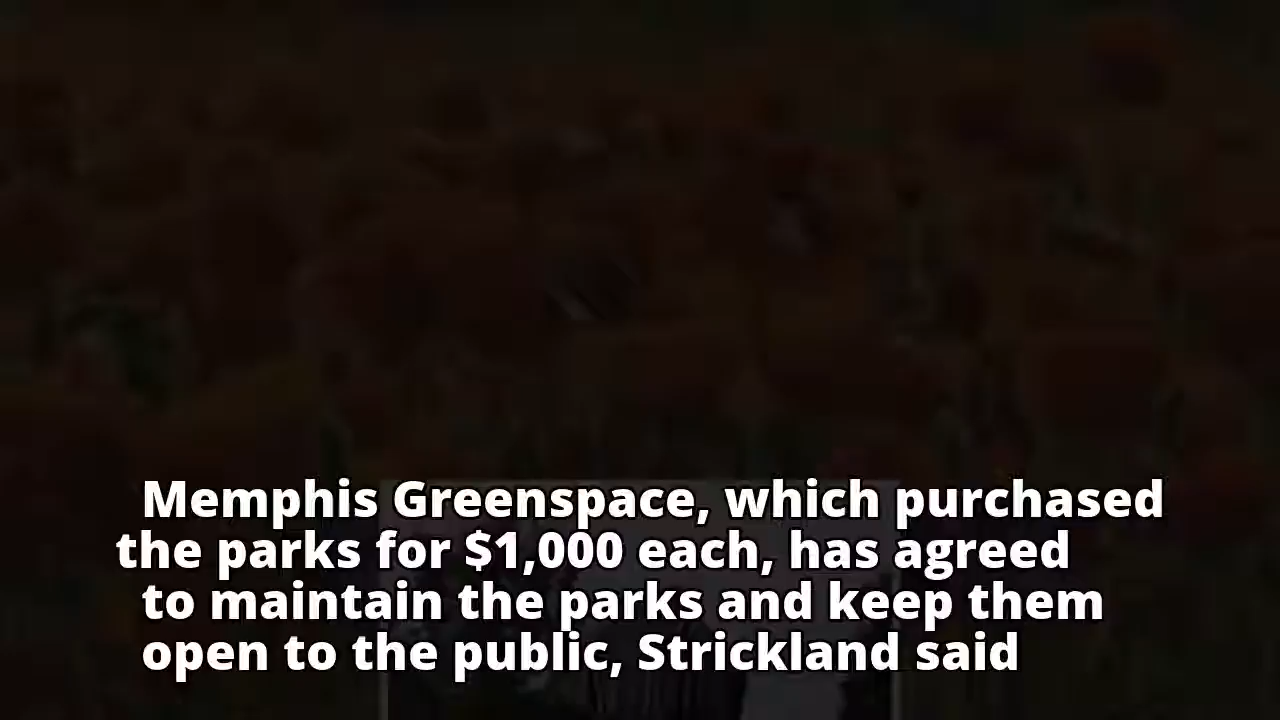 Memphis Greenspace, which purchased
the parks for $1,000 each, has agreed
to maintain the parks and keep them
open to the public, Strickland said